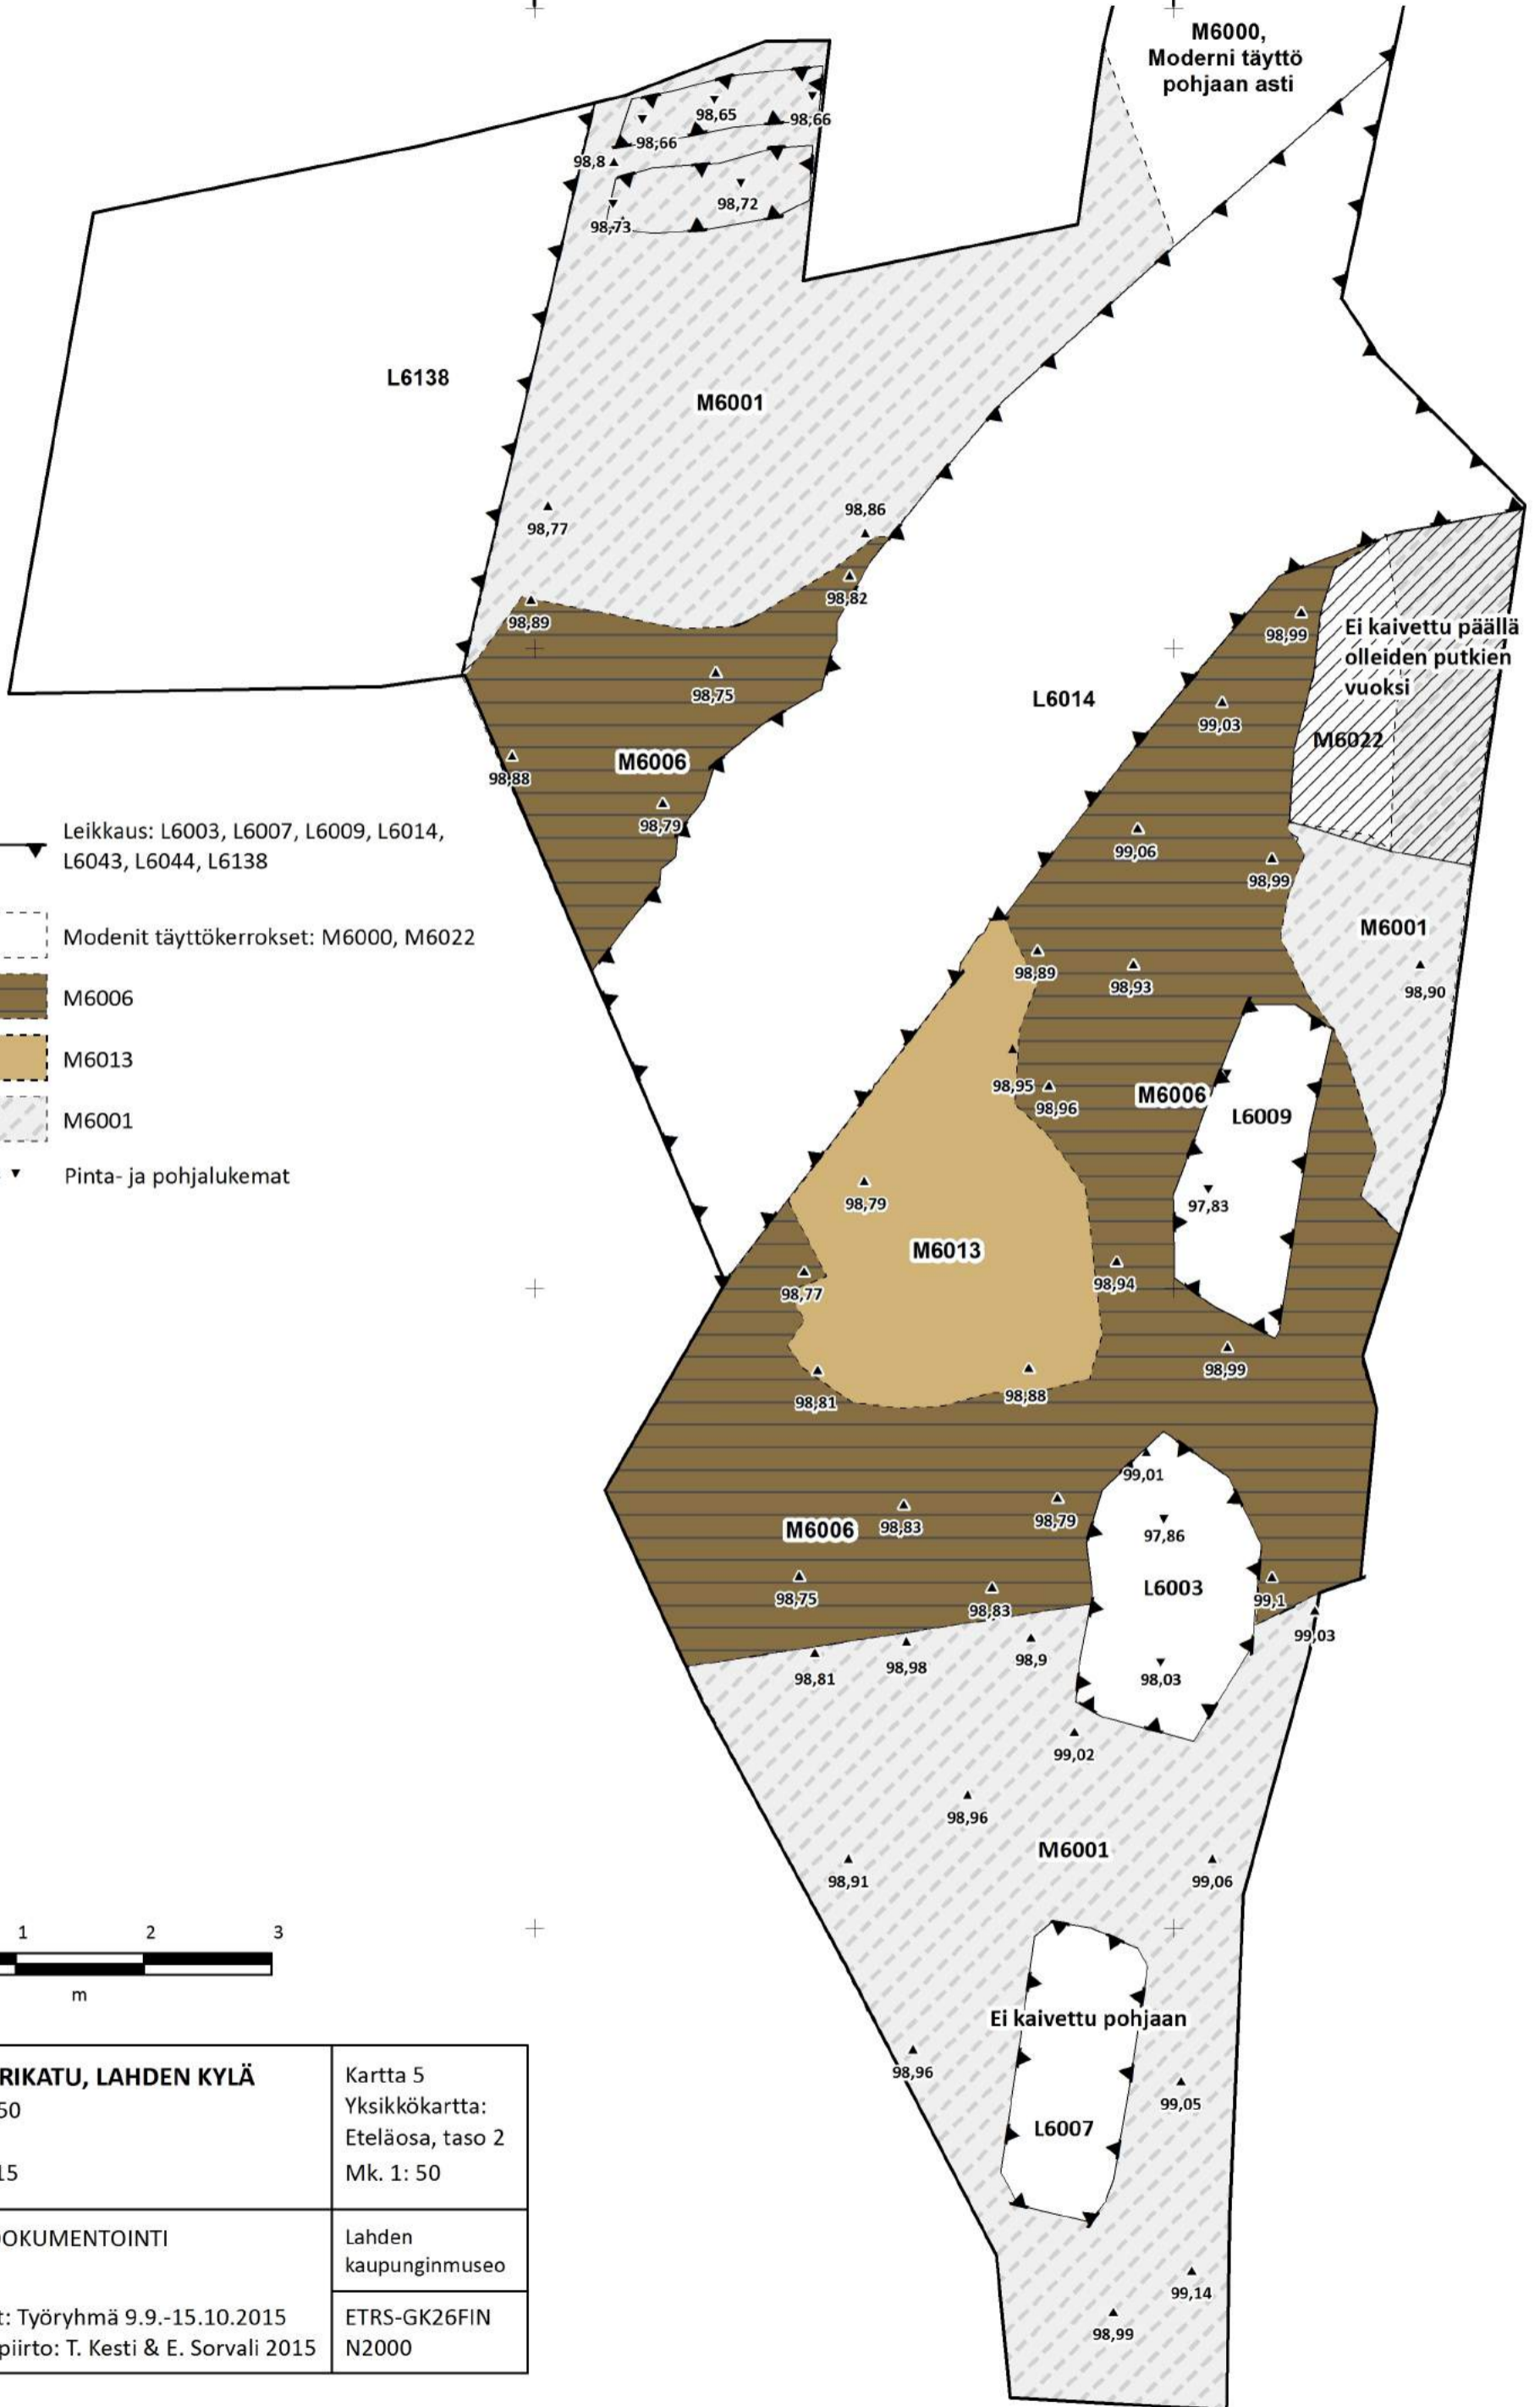 M6000,
Moderni täyttö
pohjaan asti
98,65
98,66
98,66
98,8
98,72
98,73
L6138
M6001
98,77
98,86
98,82
98,89
98,75
98,88
M6006
98,79
L6014
98,99
Ei kaivettu päällä
olleiden putkien
vuoksi
99,03
M6022
99,06
98,99
M6001
98,90
98,89
98,93
98,95
98,96
M6006
L6009
98,79
97,83
M6013
98,77
98,94
98,99
98,81
98,88
99,01
M6006
98,83
98,79
97,86
98,75
98,83
L6003
99,1
99,03
98,81
98,98
98,9
98,03
99,02
98,96
M6001
98,91
99,06
Ei kaivettu pohjaan
98,96
99,05
L6007
99,14
98,99
Leikkaus: L6003, L6007, L6009, L6014,
L6043, L6044, L6138
Modenit täyttökerrokset: M6000, M6022
M6006
M6013
M6001
Pinta- ja pohjalukemat
1 2 3
m
RIKATU, LAHDEN KYLÄ
50
15
Kartta 5
Yksikkökartta:
Eteläosa, taso 2
Mk. 1: 50
OKUMENTOINTI
Lahden
kaupunginmuseo
t: Työryhmä 9.9.-15.10.2015
piirto: T. Kesti & E. Sorvali 2015
ETRS-GK26FIN
N2000